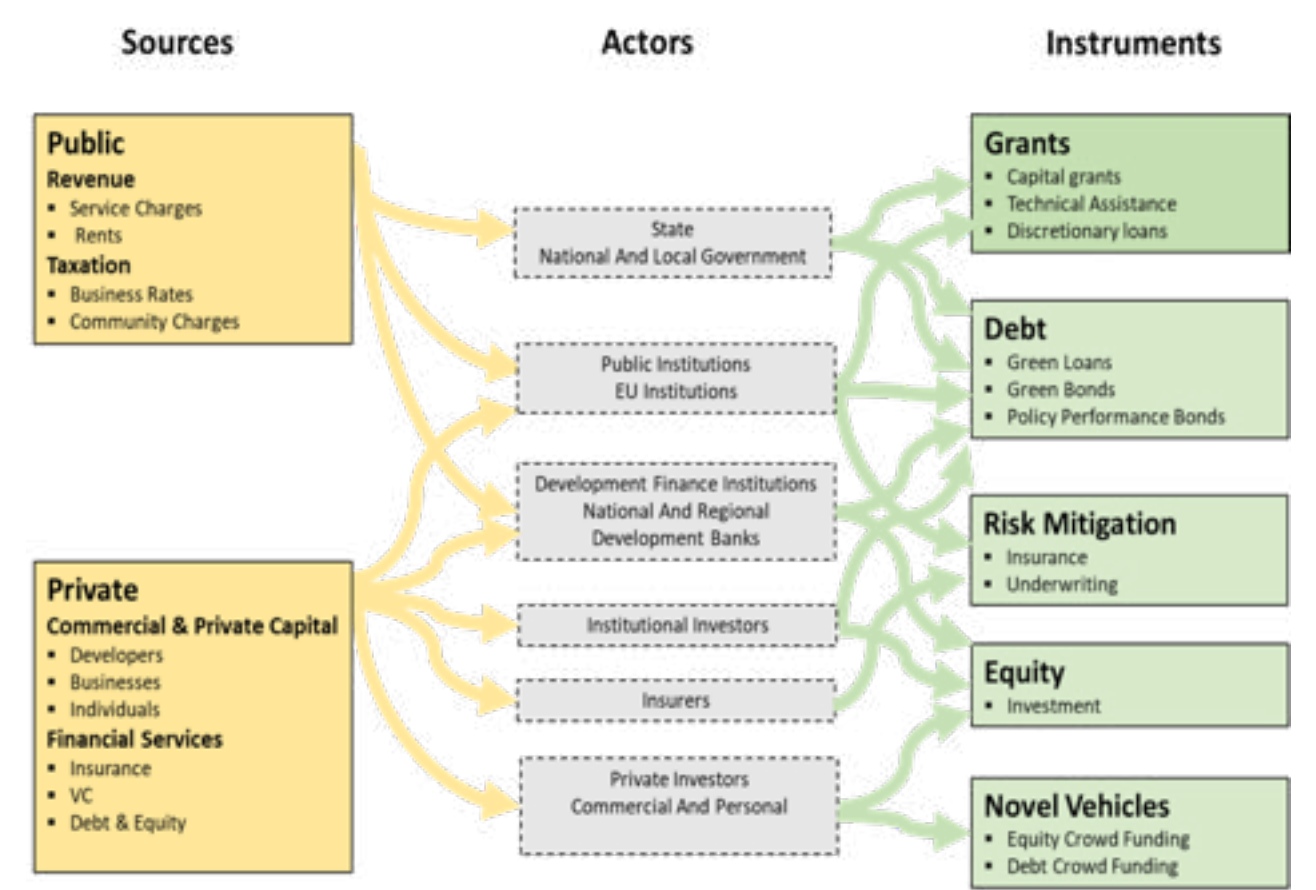 Sources
Actors
Instruments
Public
Revenue
▪ Service Charges
▪ Rents
Taxation
▪ Business Rates
▪ Community Charges
Private
Commercial & Private Capital
▪ Developers
▪ Businesses
▪ Individuals
Financial Services
▪ Insurance
▪ VC
▪ Debt & Equity
State
National And Local Government
Public Institutions
EU Institutions
Development Finance Institutions
National And Regional
Development Banks
Institutional Investors
Insurers
Private Investors
Commercial And Personal
Grants
▪ Capital grants
▪ Technical Assistance
▪ Discretionary loans
Debt
▪ Green Loans
▪ Green Bonds
▪ Policy Performance Bonds
Risk Mitigation
▪ Insurance
▪ Underwriting
Equity
▪ Investment
Novel Vehicles
▪ Equity Crowd Funding
▪ Debt Crowd Funding